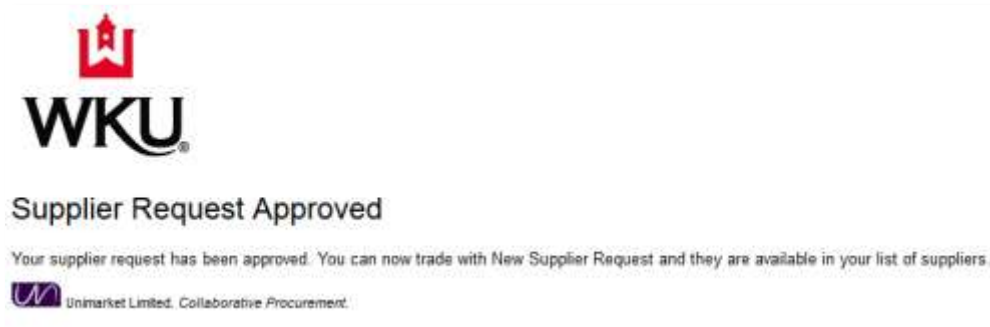 WKU®
Supplier Request Approved
Your supplier request has been approved. You can now trade with New Supplier Request and they are available in your list of suppliers.
Unimarket Limited. Collaborative Procurement.